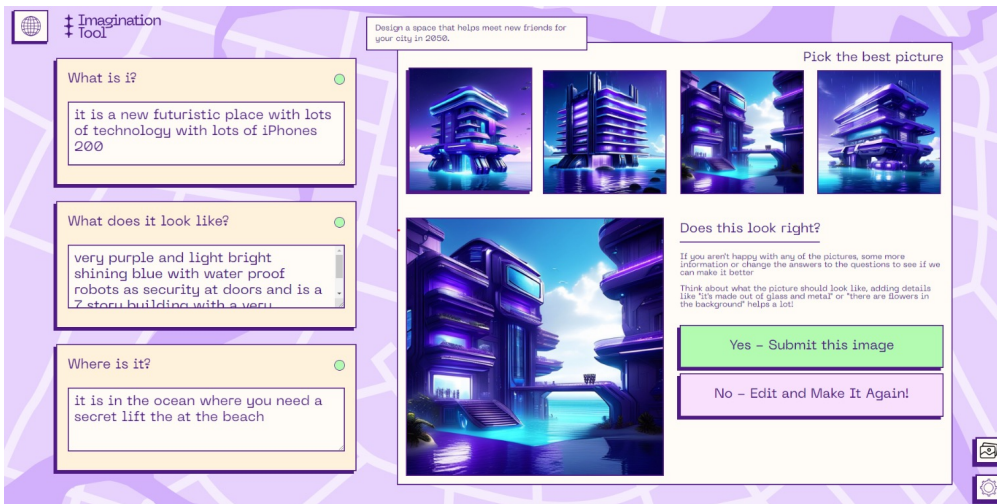 Imagination
Tool
Design a space that helps meet new friends for
your city in 2050.
What is i?
it is a new futuristic place with lots
of technology with lots of iPhones
200
What does it look like?
very purple and light bright
shining blue with water proof
robots as security at doors and is a
7 story building with a very
Where is it?
it is in the ocean where you need a
secret lift the at the beach
Pick the best picture
Does this look right?
If you aren't happy with any of the pictures, some more
information or change the answers to the questions to see if we
can make it better
Think about what the picture should look like, adding details
like "it's made out of glass and metal" or "there are flowers in
the background" helps a lot!
Yes – Submit this image
No – Edit and Make It Again!